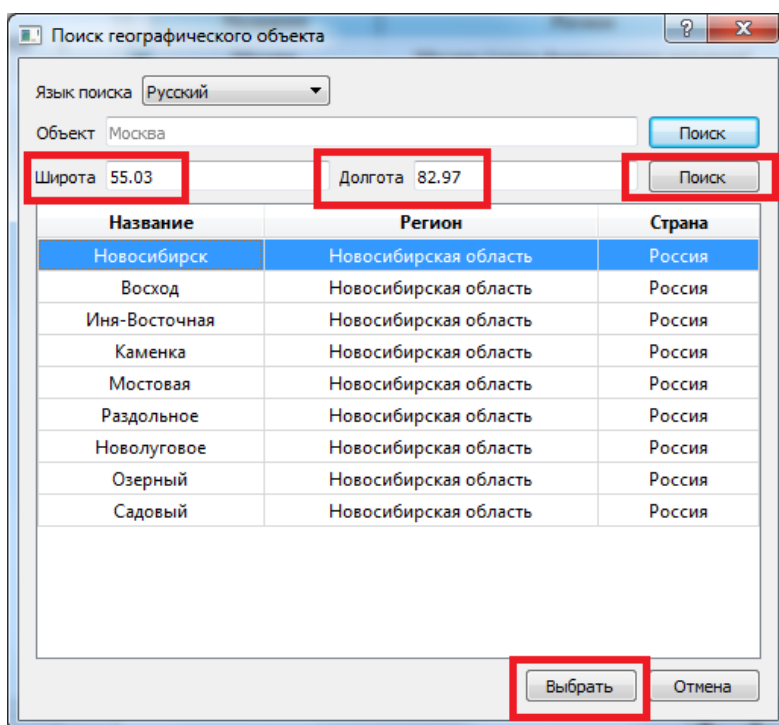 Поиск географического объекта
Язык поиска Русский
Объект Москва Поиск
Широта 55.03 Долгота 82.97 Поиск
Название Регион Страна
Новосибирск Новосибирская область Россия
Восход Новосибирская область Россия
Иня-Восточная Новосибирская область Россия
Каменка Новосибирская область Россия
Мостовая Новосибирская область Россия
Раздольное Новосибирская область Россия
Новолуговое Новосибирская область Россия
Озерный Новосибирская область Россия
Садовый Новосибирская область Россия
Выбрать Отмена